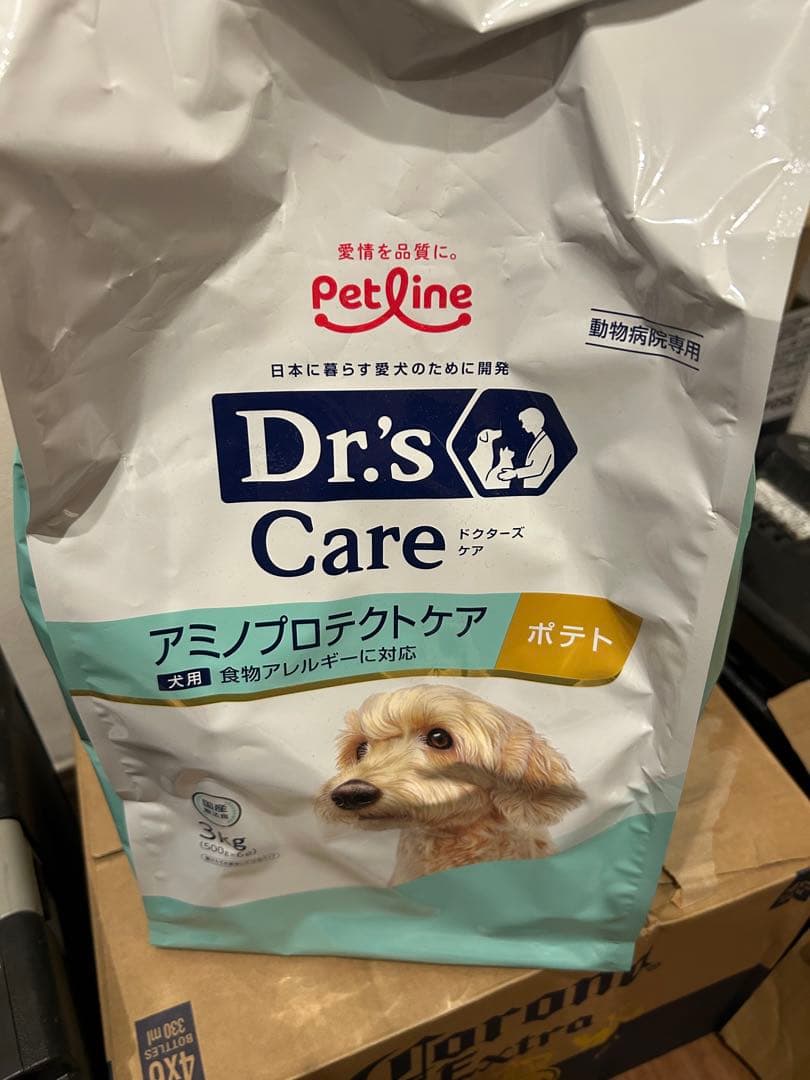 愛情を品質に。
Petline
動物病院専用
日本に暮らす愛犬のために開発
Dr.'s
Care
ドクターズ
ケア
アミノプロテクトケア
ポテト
犬用 食物アレルギーに対応
国産
3kg
BOTTLES
330 ml
Corona
Extra